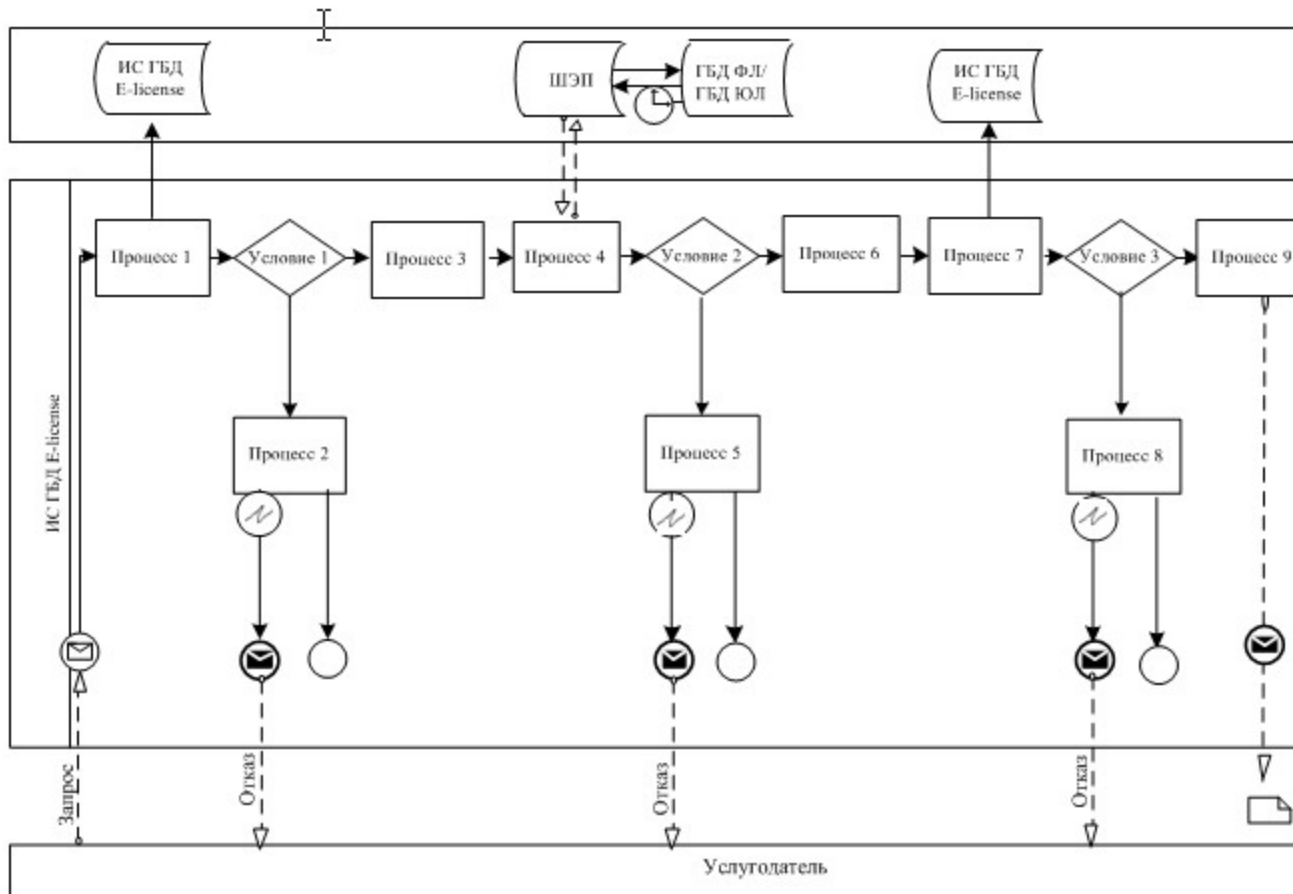 ИС ГБД
E-license
ШЭП
ГБД ФЛ/
ГБД ЮЛ
ИС ГБД
E-license
Процесс 1
Условие 1
Процесс 3
Процесс 4
Условие 2
Процесс 6
Процесс 7
Условие 3
Процесс 9
Процесс 2
Процесс 5
Процесс 8
ИС ГБД E-license
Запрос
Отказ
Отказ
Отказ
Услугодатель